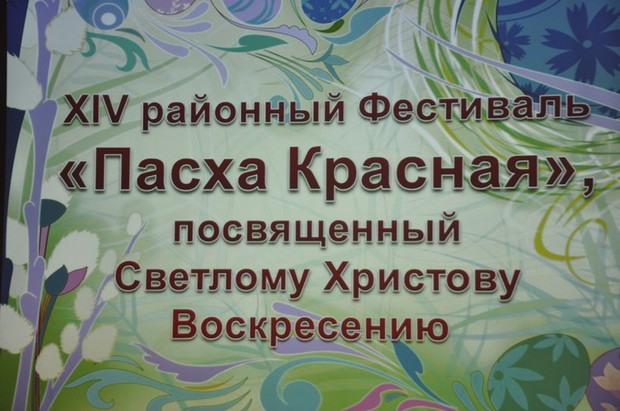 XIV районный Фестиваль
«Пасха Красная»,
посвященный
Светлому Христову
Воскресению